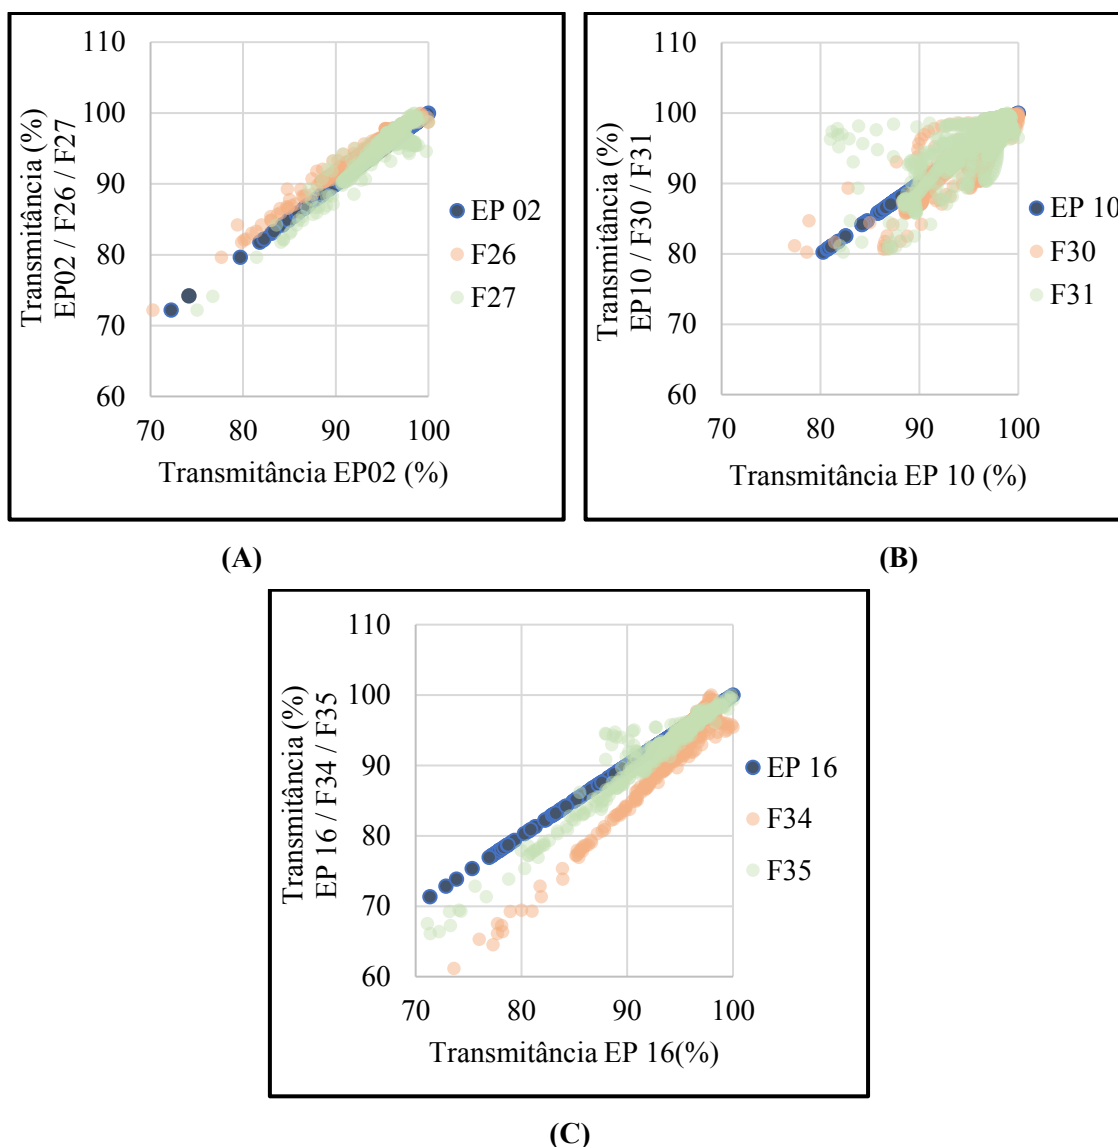 110
100
90
80
70
60
Transmitância (%)
EP02 / F26 / F27
70 80 90 100
Transmitância EP02 (%)
EP 02
F26
F27
(A)
110
100
90
80
70
60
Transmitância (%)
EP10 / F30 / F31
70 80 90 100
Transmitância EP 10 (%)
EP 10
F30
F31
(B)
110
100
90
80
70
60
Transmitância (%)
EP 16 / F34 / F35
70 80 90 100
Transmitância EP 16(%)
EP 16
F34
F35
(C)